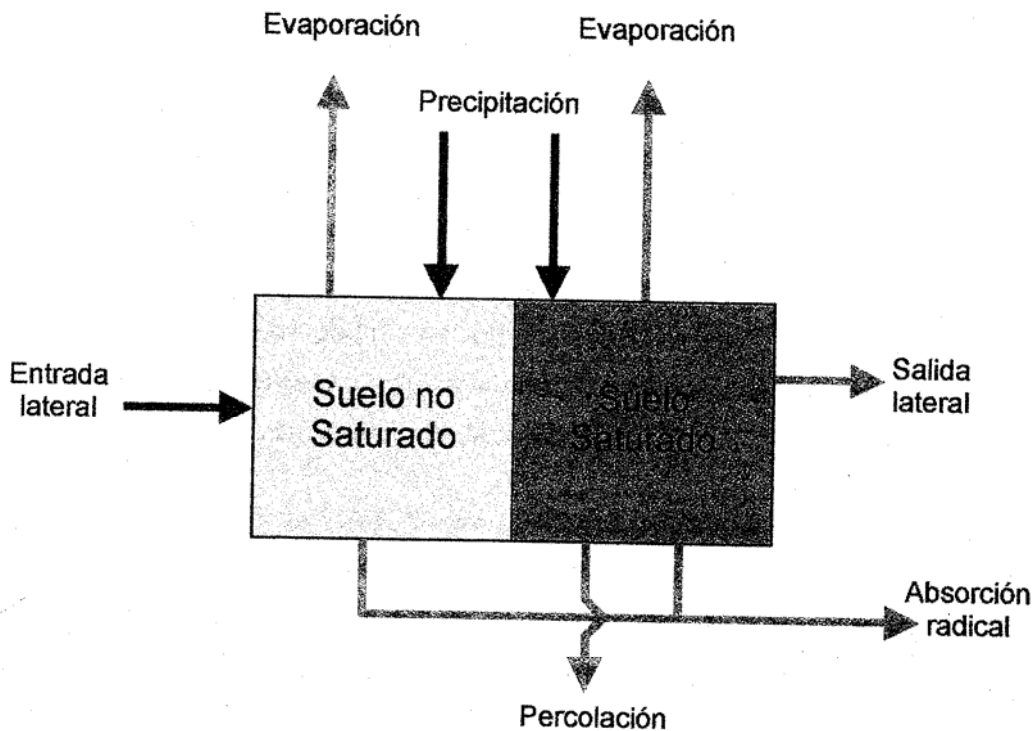 Evaporación
Evaporación
Precipitación
Entrada
lateral
Suelo no
Saturado
Suelo
Saturado
Salida
lateral
Absorción
radical
Percolación